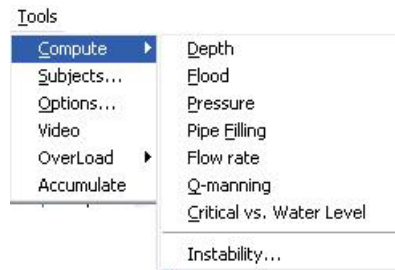 Tools
Compute
Subjects...
Options...
Video
OverLoad
Accumulate
Depth
Flood
Pressure
Pipe Filling
Flow rate
Q-manning
Critical vs. Water Level
Instability...